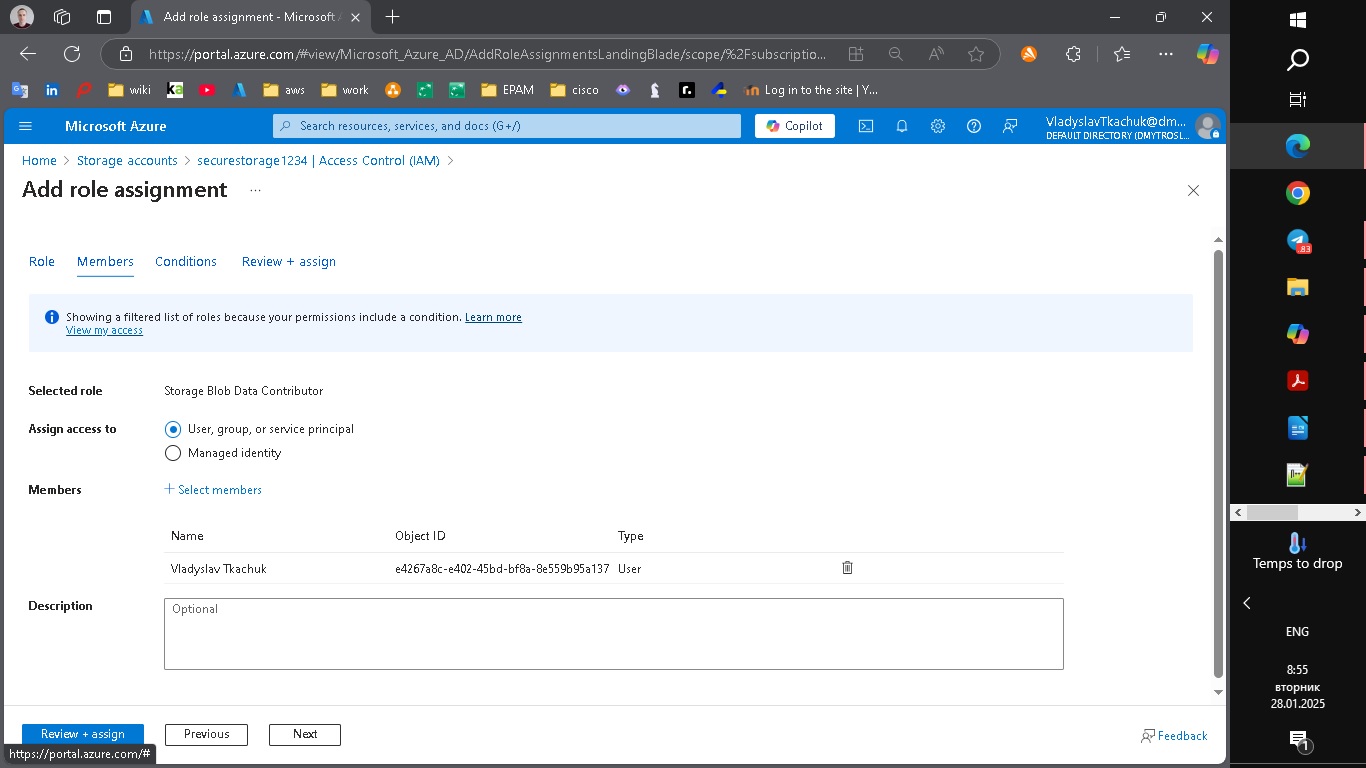 Add role assignment - Microsoft A
https://portal.azure.com/#view/Microsoft_Azure_AD/AddRoleAssignmentsLandingBlade/scope/%2Fsubscriptio...
wiki
ka
aws
work
EPAM
cisco
r.
Log in to the site | Y...
Microsoft Azure
Search resources, services, and docs (G+/)
Copilot
VladyslavTkachuk@dm...
DEFAULT DIRECTORY (DMYTROSL...
Home > Storage accounts > securestorage1234 | Access Control (IAM) >
Add role assignment ...
Role Members Conditions Review + assign
Showing a filtered list of roles because your permissions include a condition. Learn more
View my access
Selected role Storage Blob Data Contributor
Assign access to User, group, or service principal
Managed identity
Members + Select members
Name Object ID Type
Vladyslav Tkachuk e4267a8c-e402-45bd-bf8a-8e559b95a137 User
Description Optional
Review + assign Previous Next Feedback
https://portal.azure.com/#
83
Temps to drop
ENG
8:55
вторник
28.01.2025
1